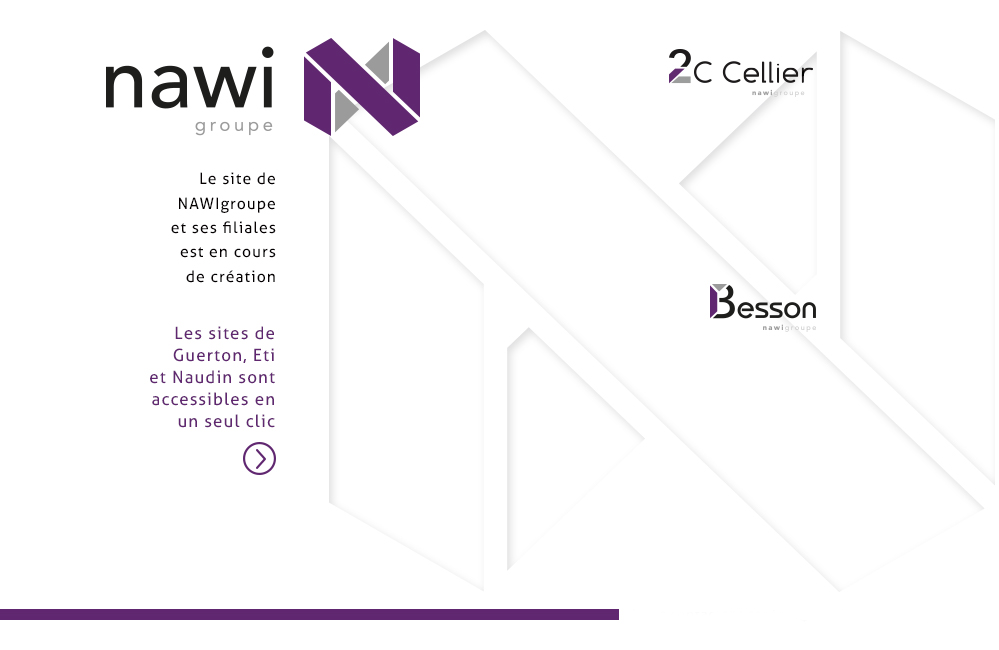 nawi
groupe
Le site de
NAWIgroupe
et ses filiales
est en cours
de création
Les sites de
Guerton, Eti
et Naudin sont
accessibles en
un seul clic
2C Cellier
nawigroupe
Besson
nawigroupe